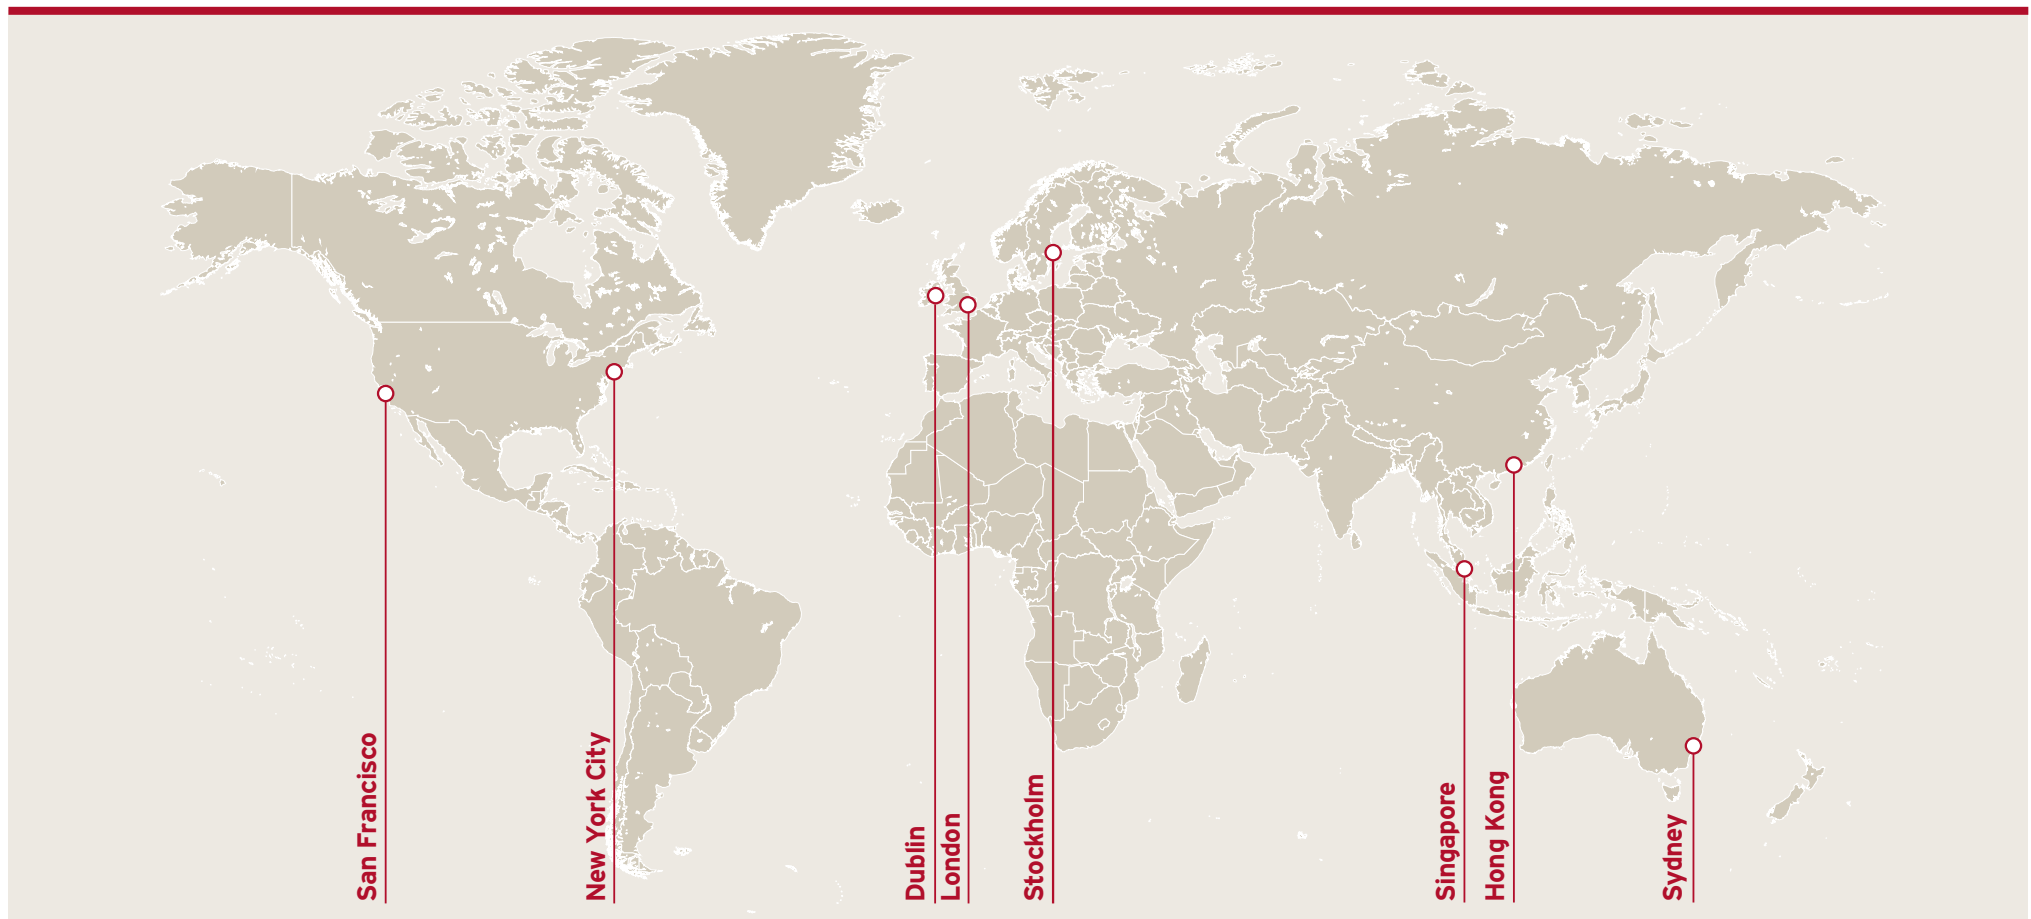 San Francisco
New York City
Dublin
London
Stockholm
Singapore
Hong Kong
Sydney